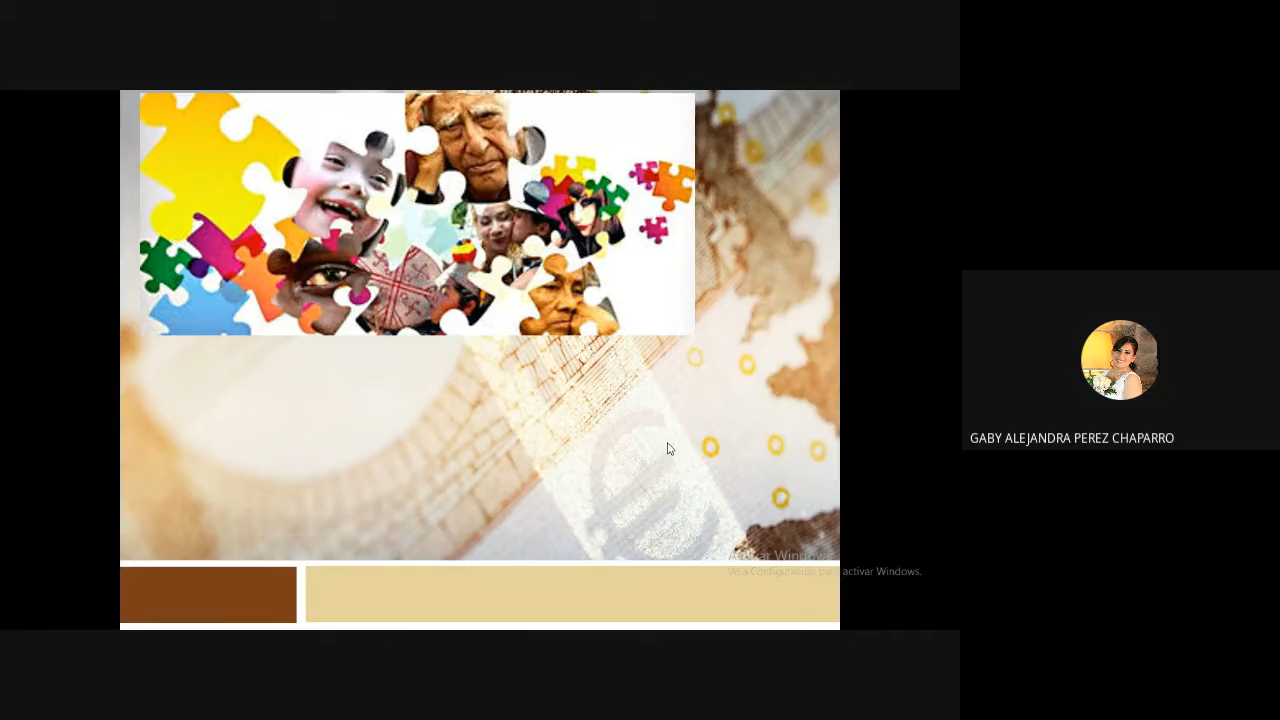 Activar Windows
Ve a Configuración para activar Windows.
GABY ALEJANDRA PEREZ CHAPARRO